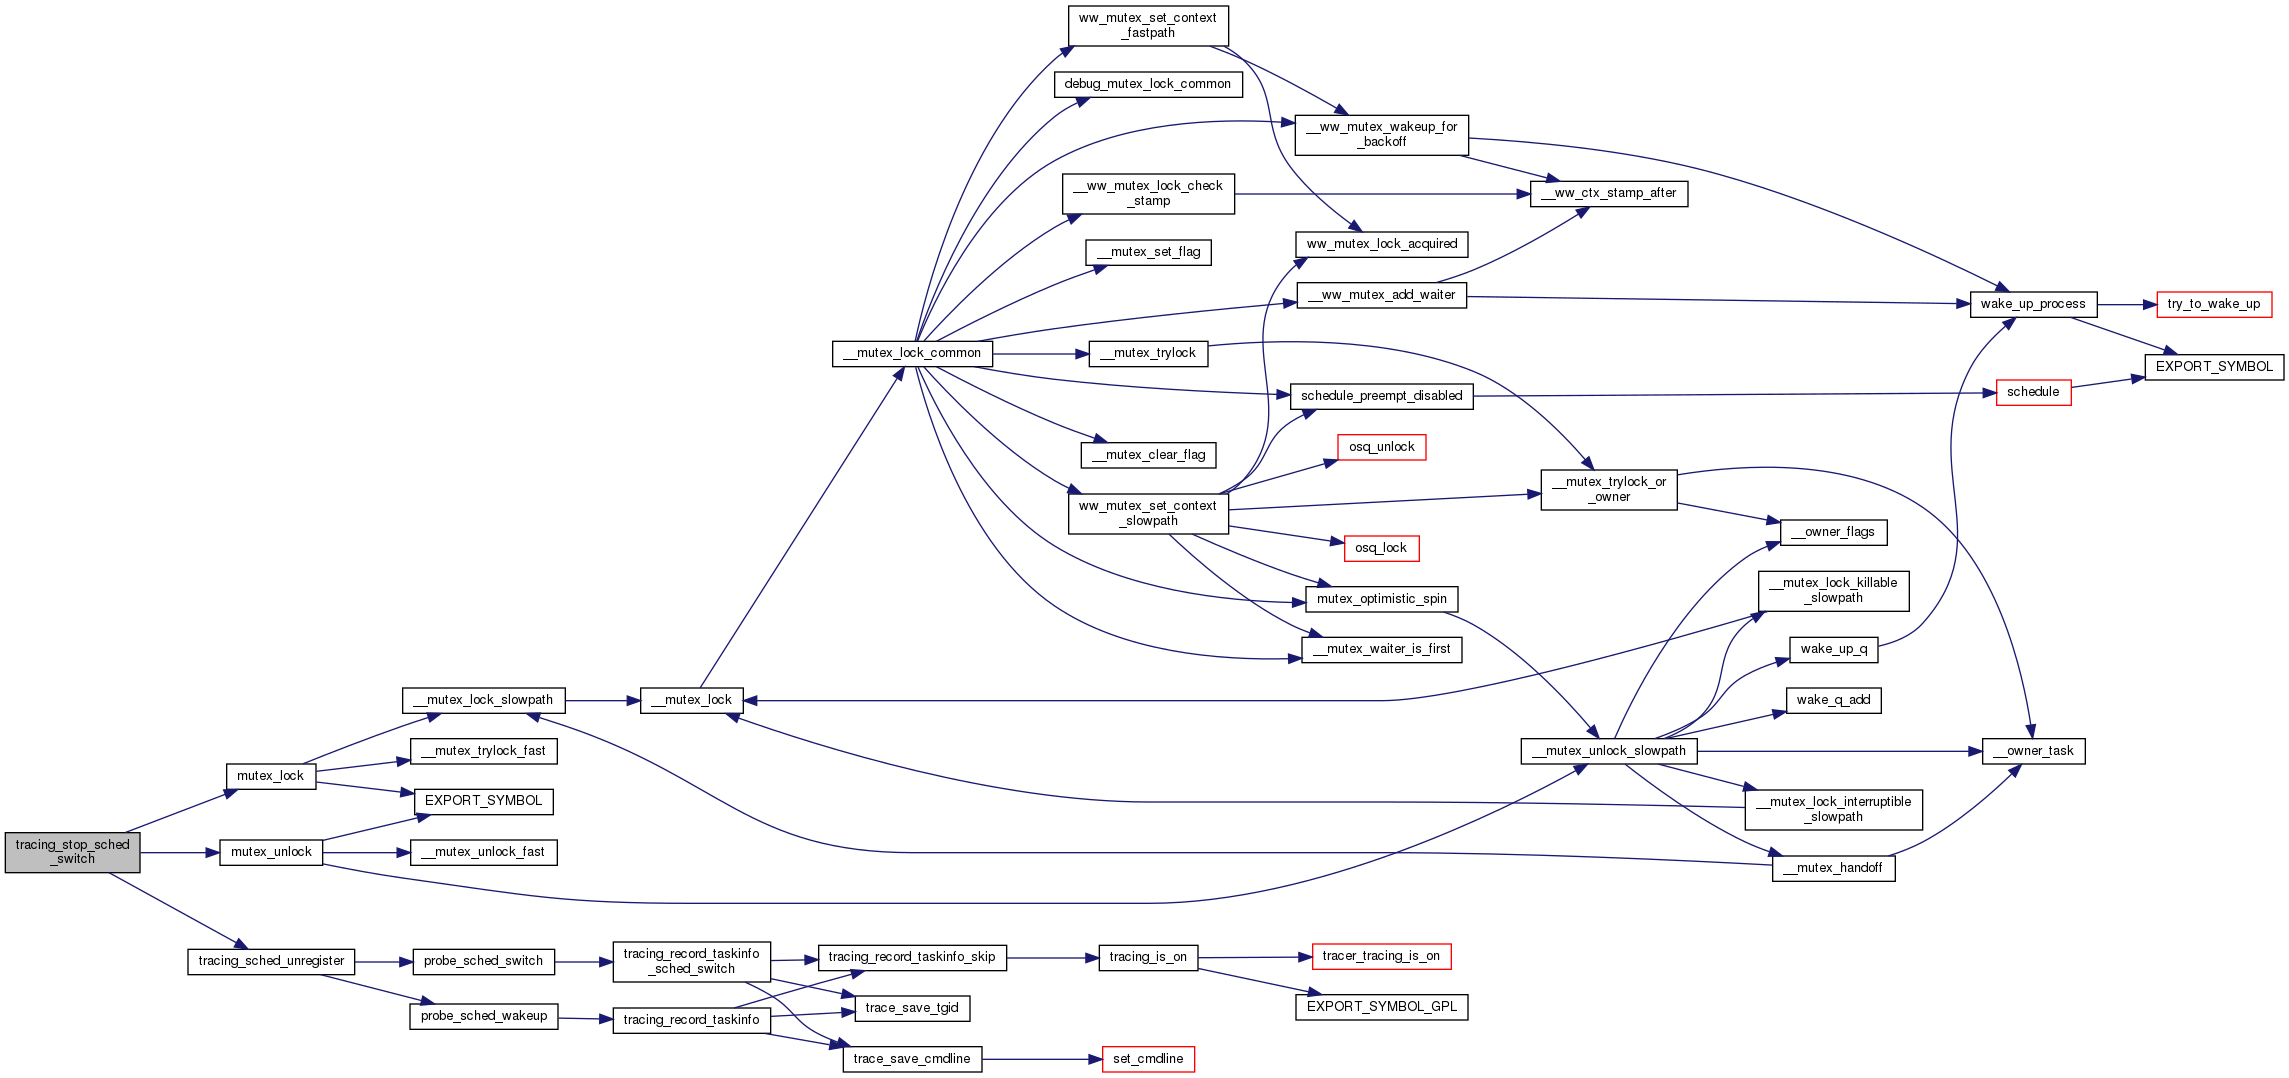 ww_mutex_set_context
_fastpath
debug_mutex_lock_common
__ww_mutex_wakeup_for
_backoff
__ww_mutex_lock_check
_stamp
__ww_ctx_stamp_after
ww_mutex_lock_acquired
__mutex_set_flag
__ww_mutex_add_waiter
wake_up_process
try_to_wake_up
__mutex_lock_common
__mutex_trylock
EXPORT_SYMBOL
schedule_preempt_disabled
schedule
osq_unlock
__mutex_clear_flag
__mutex_trylock_or
_owner
ww_mutex_set_context
_slowpath
__owner_flags
osq_lock
__mutex_lock_killable
_slowpath
mutex_optimistic_spin
__mutex_waiter_is_first
wake_up_q
__mutex_lock_slowpath
__mutex_lock
wake_q_add
__mutex_trylock_fast
__mutex_unlock_slowpath
__owner_task
mutex_lock
EXPORT_SYMBOL
__mutex_lock_interruptible
_slowpath
tracing_stop_sched
_switch
mutex_unlock
__mutex_unlock_fast
__mutex_handoff
tracing_sched_unregister
probe_sched_switch
tracing_record_taskinfo
_sched_switch
tracing_record_taskinfo_skip
tracing_is_on
tracer_tracing_is_on
trace_save_tgid
EXPORT_SYMBOL_GPL
probe_sched_wakeup
tracing_record_taskinfo
trace_save_cmdline
set_cmdline